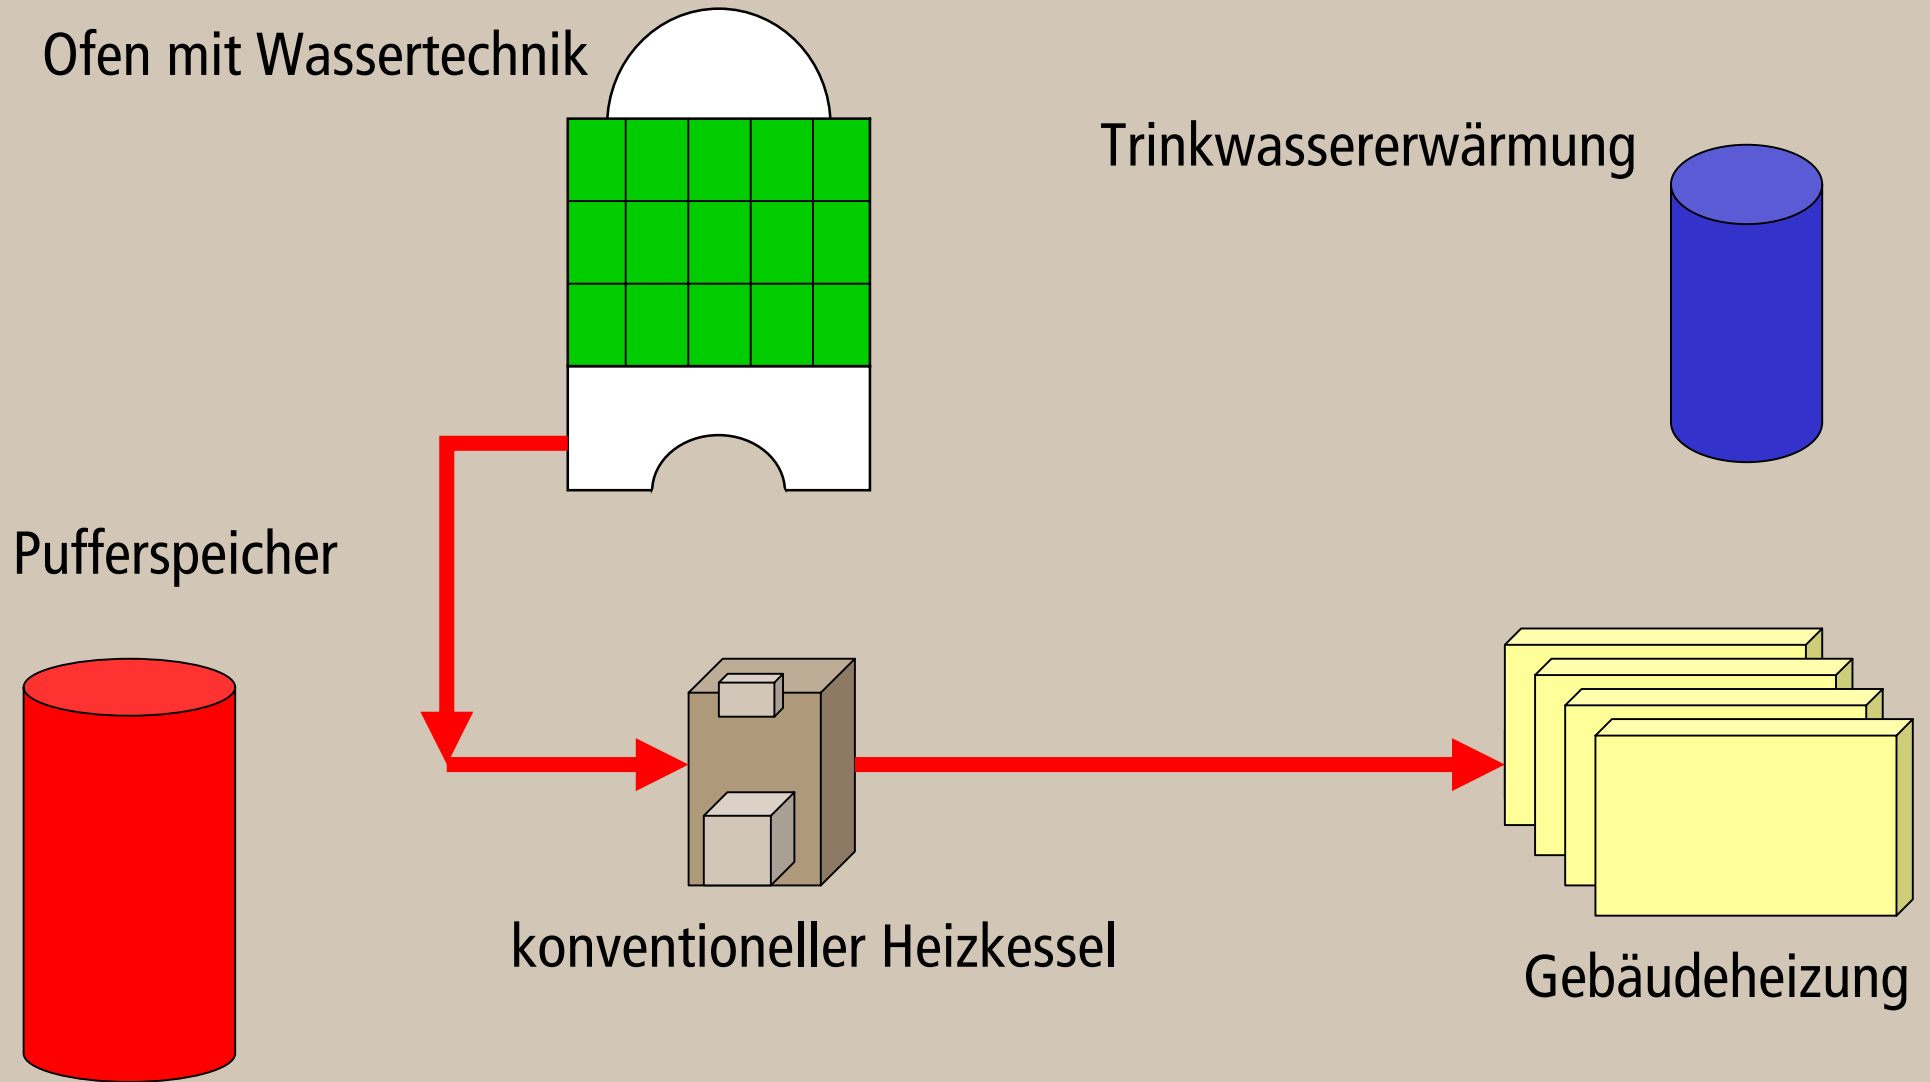 Ofen mit Wassertechnik
Trinkwassererwärmung
Pufferspeicher
konventioneller Heizkessel
Gebäudeheizung